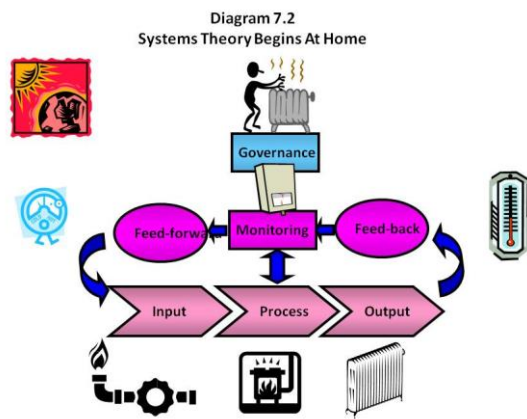 Diagram 7.2
Systems Theory Begins At Home
Governance
Feed-forwa
Monitoring
Feed-back
Input
Process
Output